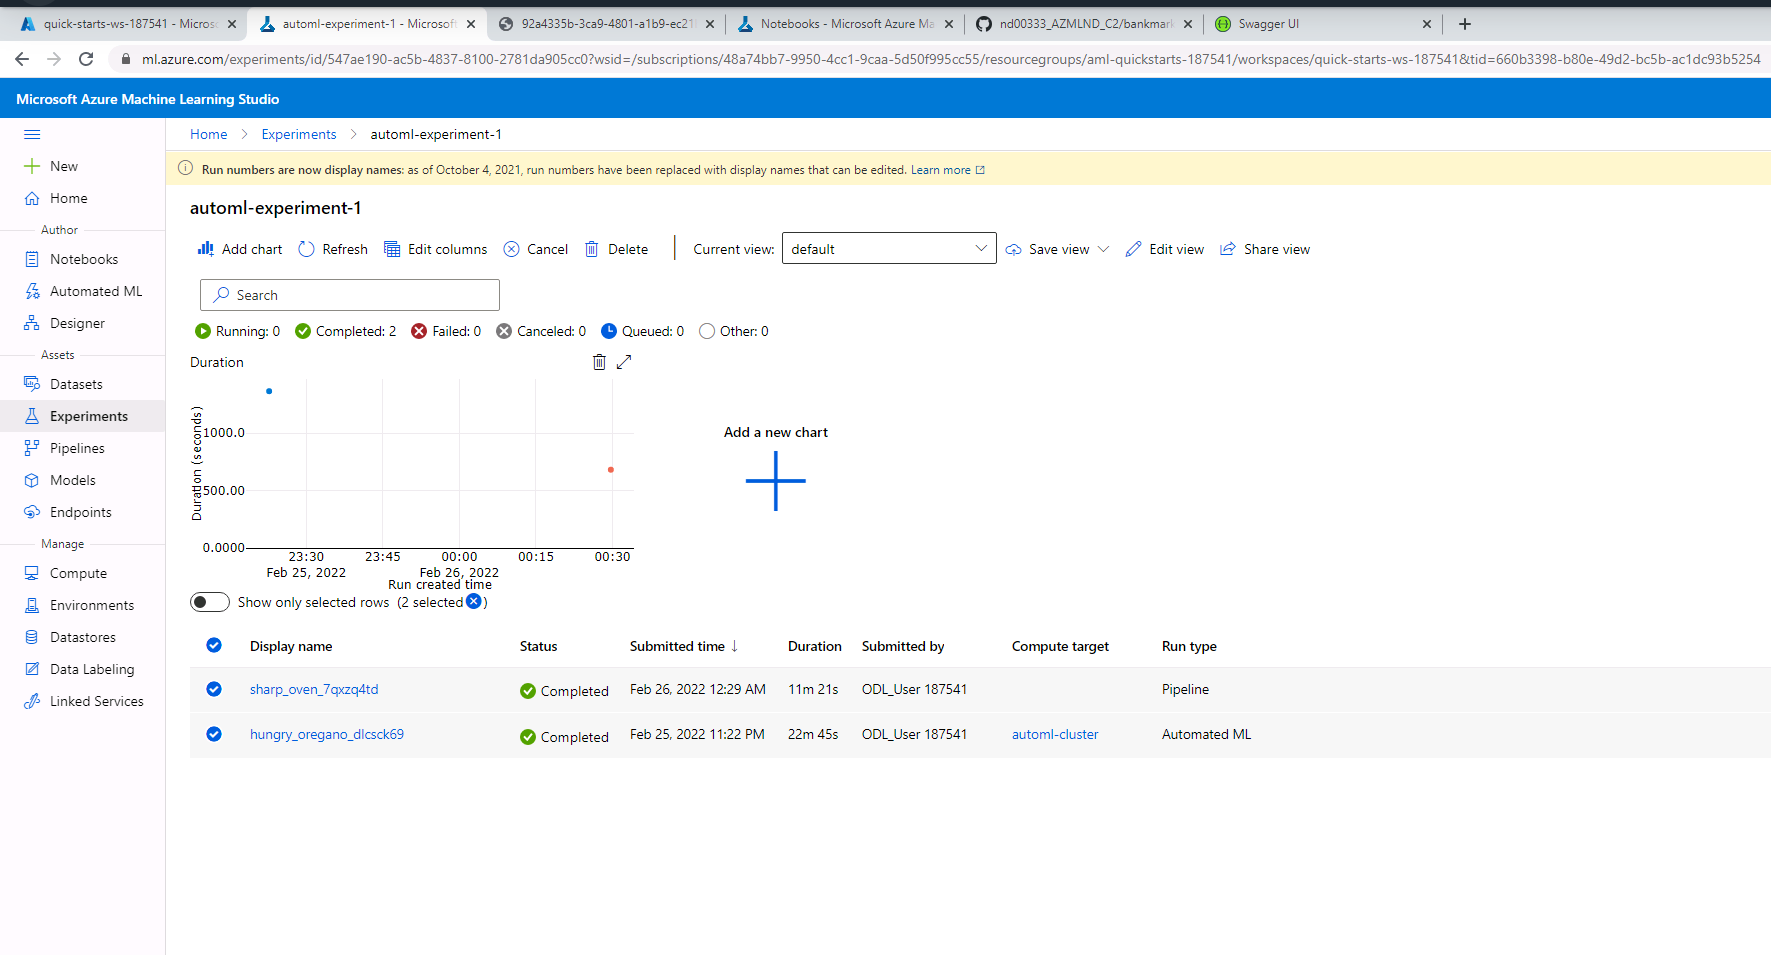 quick-starts-ws-187541 - Micros
automl-experiment-1 - Microsoft
92a4335b-3ca9-4801-a1b9-ec21
Notebooks - Microsoft Azure Ma
nd00333_AZMLND_C2/bankmark
Swagger UI
ml.azure.com/experiments/id/547ae190-ac5b-4837-8100-2781da905cc0?wsid=/subscriptions/48a74bb7-9950-4cc1-9caa-5d50f995cc55/resourcegroups/aml-quickstarts-187541/workspaces/quick-starts-ws-187541&tid=660b3398-b80e-49d2-bc5b-ac1dc93b5254
Microsoft Azure Machine Learning Studio
New
Home
Author
Notebooks
Automated ML
Designer
Assets
Datasets
Experiments
Pipelines
Models
Endpoints
Manage
Compute
Environments
Datastores
Data Labeling
Linked Services
Home > Experiments > automl-experiment-1
Run numbers are now display names: as of October 4, 2021, run numbers have been replaced with display names that can be edited. Learn more
automl-experiment-1
Add chart Refresh Edit columns Cancel Delete Current view: default Save view Edit view Share view
Search
Running: 0 Completed: 2 Failed: 0 Canceled: 0 Queued: 0 Other: 0
Duration
Duration (seconds)
1000.0
500.00
0.0000
23:30 23:45 00:00 00:15 00:30
Feb 25, 2022 Feb 26, 2022
Run created time
Add a new chart
Show only selected rows (2 selected )
Display name Status Submitted time ↓ Duration Submitted by Compute target Run type
sharp_oven_7qxzq4td Completed Feb 26, 2022 12:29 AM 11m 21s ODL_User 187541 Pipeline
hungry_oregano_dlcsck69 Completed Feb 25, 2022 11:22 PM 22m 45s ODL_User 187541 automl-cluster Automated ML